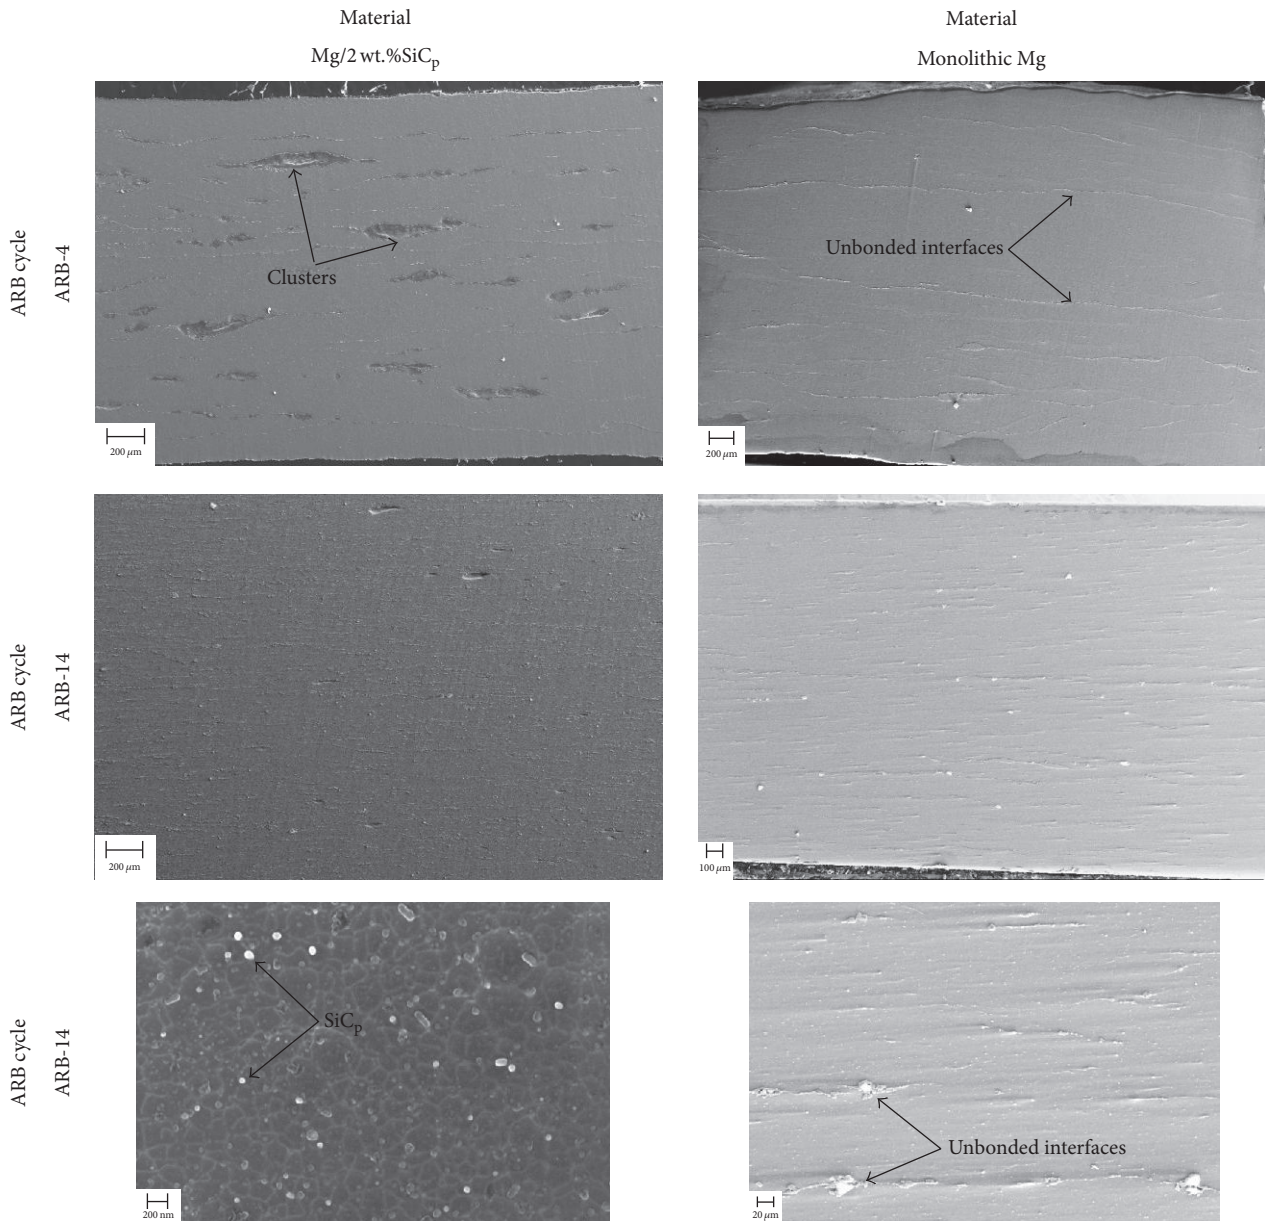 Material
Mg/2 wt.%SiCp
Material
Monolithic Mg
ARB cycle
ARB-4
Clusters
200 μm
Unbonded interfaces
200 μm
ARB cycle
ARB-14
200 μm
100 μm
ARB cycle
ARB-14
SiCp
200 nm
Unbonded interfaces
20 μm